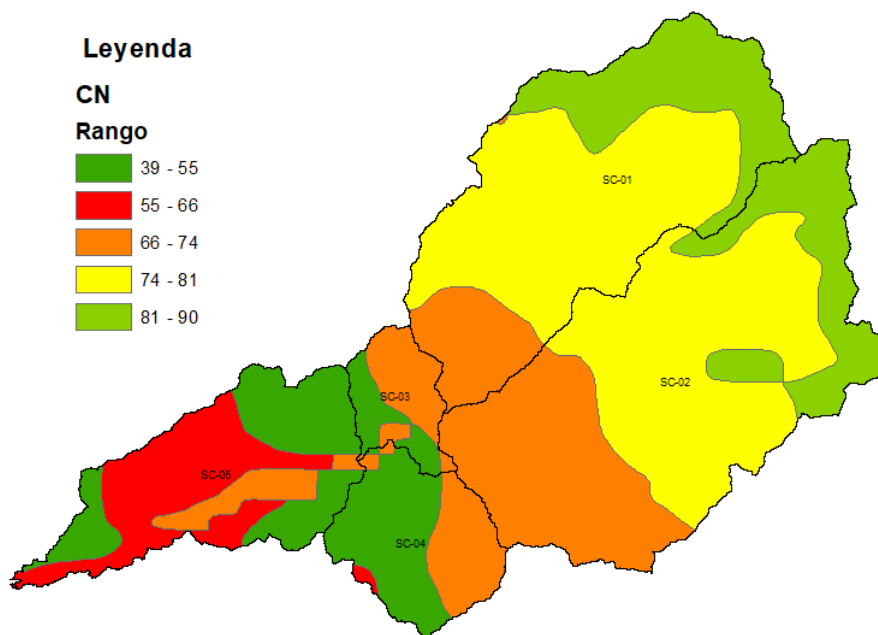 Leyenda
CN
Rango
39 - 55
55 - 66
66 - 74
74 - 81
81 - 90
SC-01
SC-02
SC-03
SC-05
SC-04